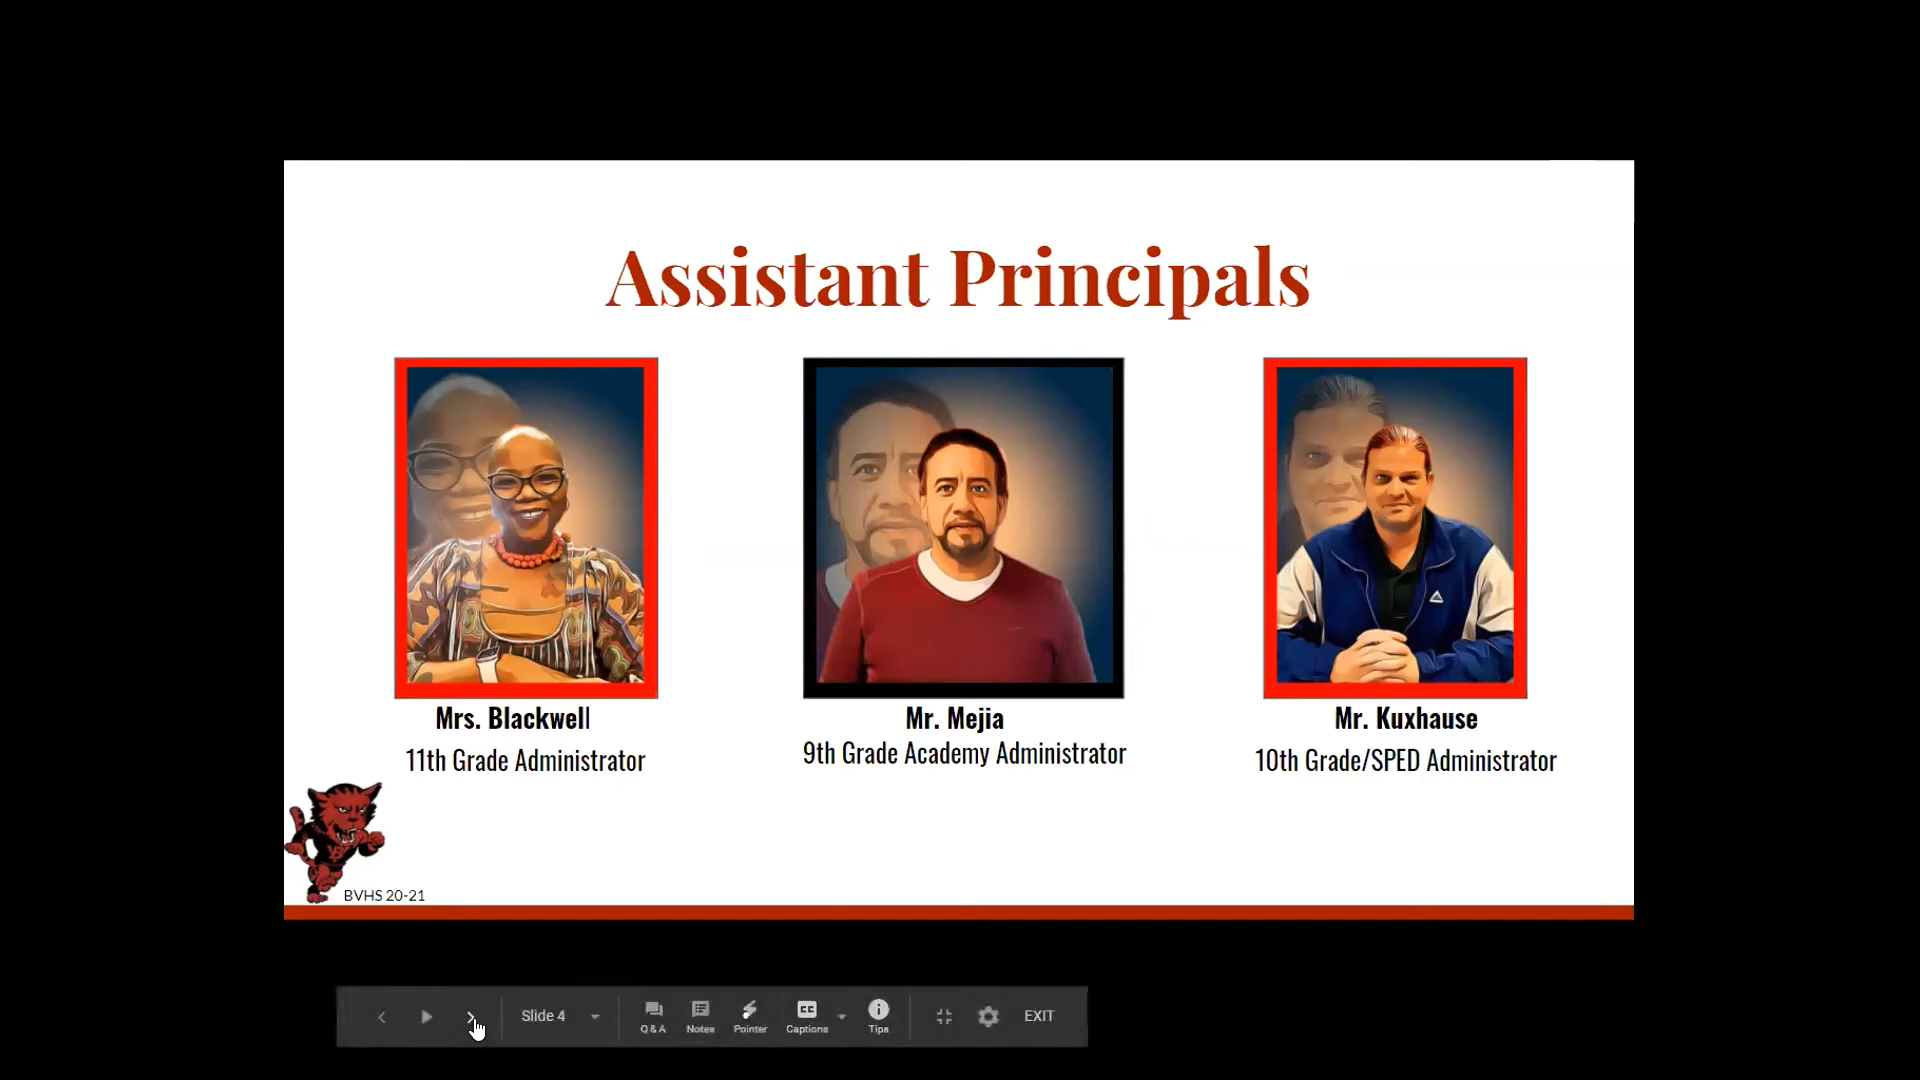 Assistant Principals
Mrs. Blackwell
11th Grade Administrator
Mr. Mejia
9th Grade Academy Administrator
Mr. Kuxhause
10th Grade/SPED Administrator
BVHS 20-21
Slide 4
Q & A
Notes
Pointer
CC
Captions
Tips
EXIT